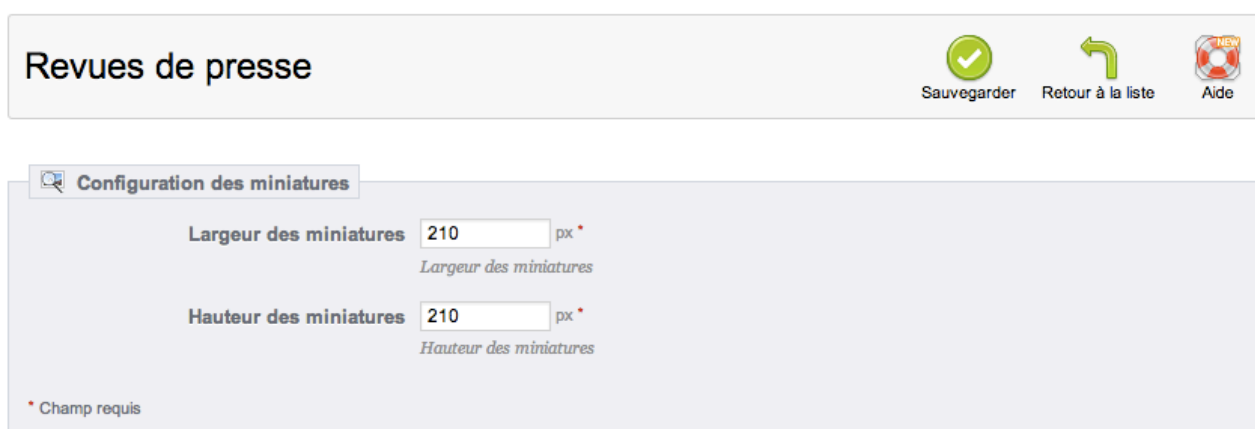 Revues de presse
Sauvegarder
Retour à la liste
NEW
Aide
Configuration des miniatures
Largeur des miniatures 210 px *
Largeur des miniatures
Hauteur des miniatures 210 px *
Hauteur des miniatures
* Champ requis